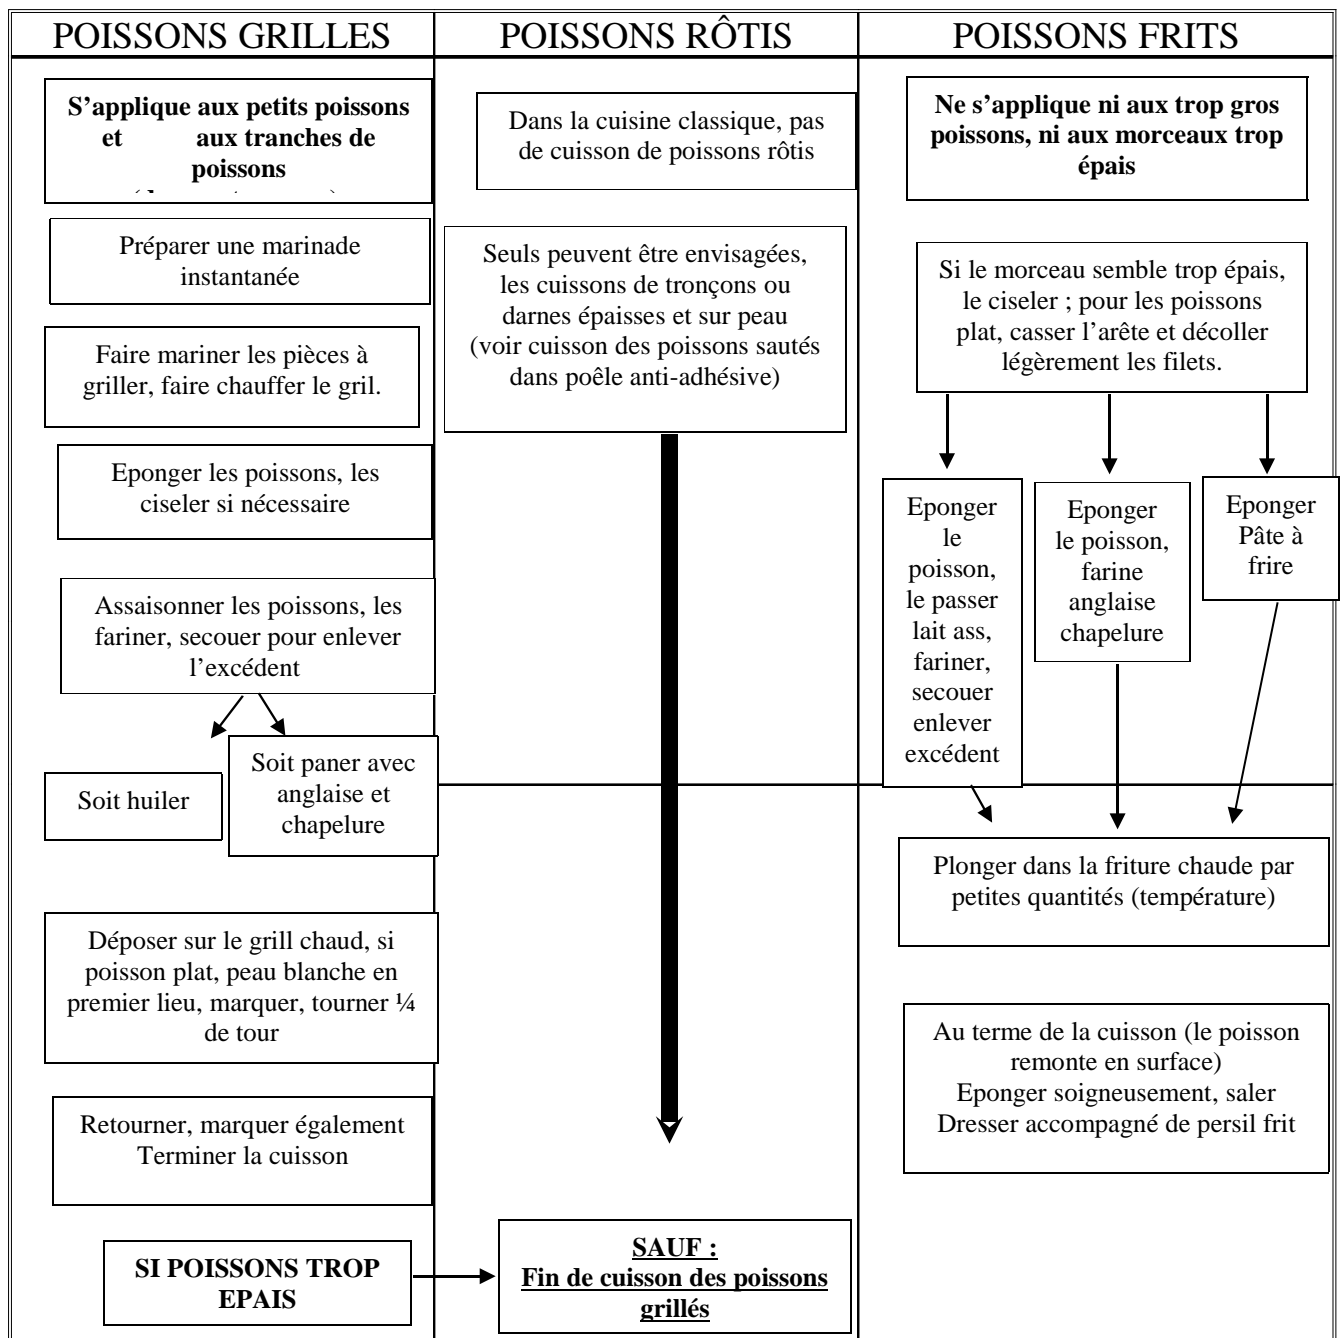 POISSONS GRILLES
S'applique aux petits poissons
et aux tranches de
poissons
Préparer une marinade
instantanée
Faire mariner les pièces à
griller, faire chauffer le gril.
Eponger les poissons, les
ciseler si nécessaire
Assaisonner les poissons, les
fariner, secouer pour enlever
l'excédent
Soit huiler
Soit paner avec
anglaise et
chapelure
Déposer sur le grill chaud, si
poisson plat, peau blanche en
premier lieu, marquer, tourner ¼
de tour
Retourner, marquer également
Terminer la cuisson
SI POISSONS TROP
EPAIS
POISSONS RÔTIS
Dans la cuisine classique, pas
de cuisson de poissons rôtis
Seuls peuvent être envisagées,
les cuissons de tronçons ou
darnes épaisses et sur peau
(voir cuisson des poissons sautés
dans poêle anti-adhésive)
SAUF :
Fin de cuisson des poissons
grillés
POISSONS FRITS
Ne s'applique ni aux trop gros
poissons, ni aux morceaux trop
épais
Si le morceau semble trop épais,
le ciseler ; pour les poissons
plat, casser l'arête et décoller
légèrement les filets.
Eponger
le
poisson,
le passer
lait ass,
fariner,
secouer
enlever
excédent
Eponger
le poisson,
farine
anglaise
chapelure
Eponger
Pâte à
frire
Plonger dans la friture chaude par
petites quantités (température)
Au terme de la cuisson (le poisson
remonte en surface)
Eponger soigneusement, saler
Dresser accompagné de persil frit